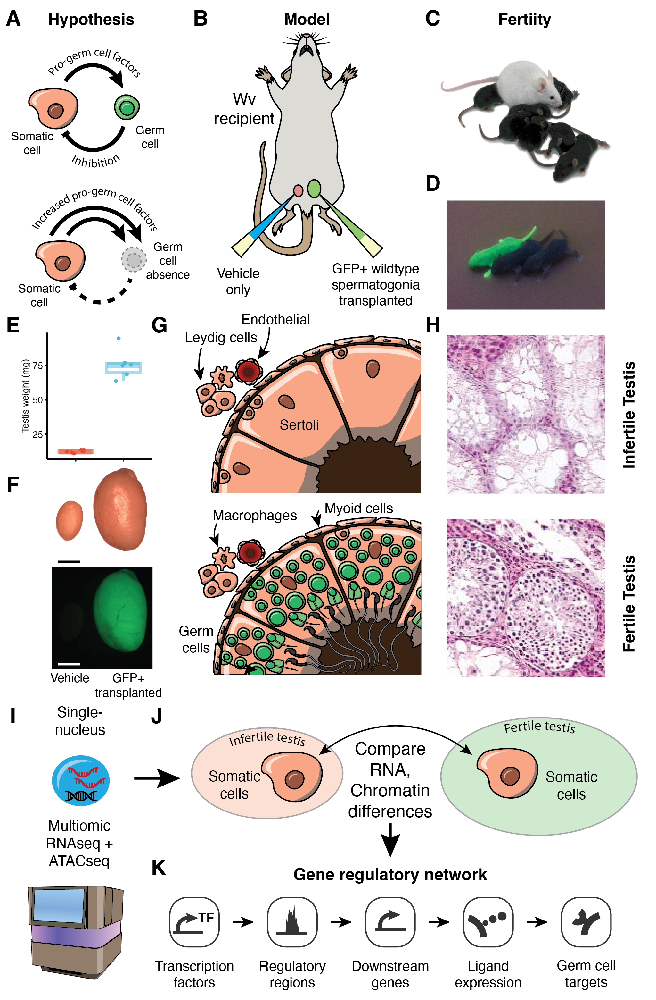 A
Hypothesis
Pro-germ cell factors
Somatic
cell
Germ
cell
Inhibition
Increased pro-germ cell factors
Germ
cell
absence
Somatic
cell
B
Model
Wv
recipient
Vehicle
only
GFP+ wildtype
spermatogonia
transplanted
C
Fertiity
D
E
Testis weight (mg)
75
50
25
F
Vehicle
GFP+
transplanted
G
Endothelial
Leydig cells
Sertoli
Macrophages
Myoid cells
Germ
cells
H
Infertile Testis
Fertile Testis
I
Single-
nucleus
Multiomic
RNAseq +
ATACseq
J
Infertile testis
Somatic
cells
Compare
RNA,
Chromatin
differences
Fertile testis
Somatic
cells
K
Gene regulatory network
TF
Transcription
factors
Regulatory
regions
Downstream
genes
Ligand
expression
Germ cell
targets